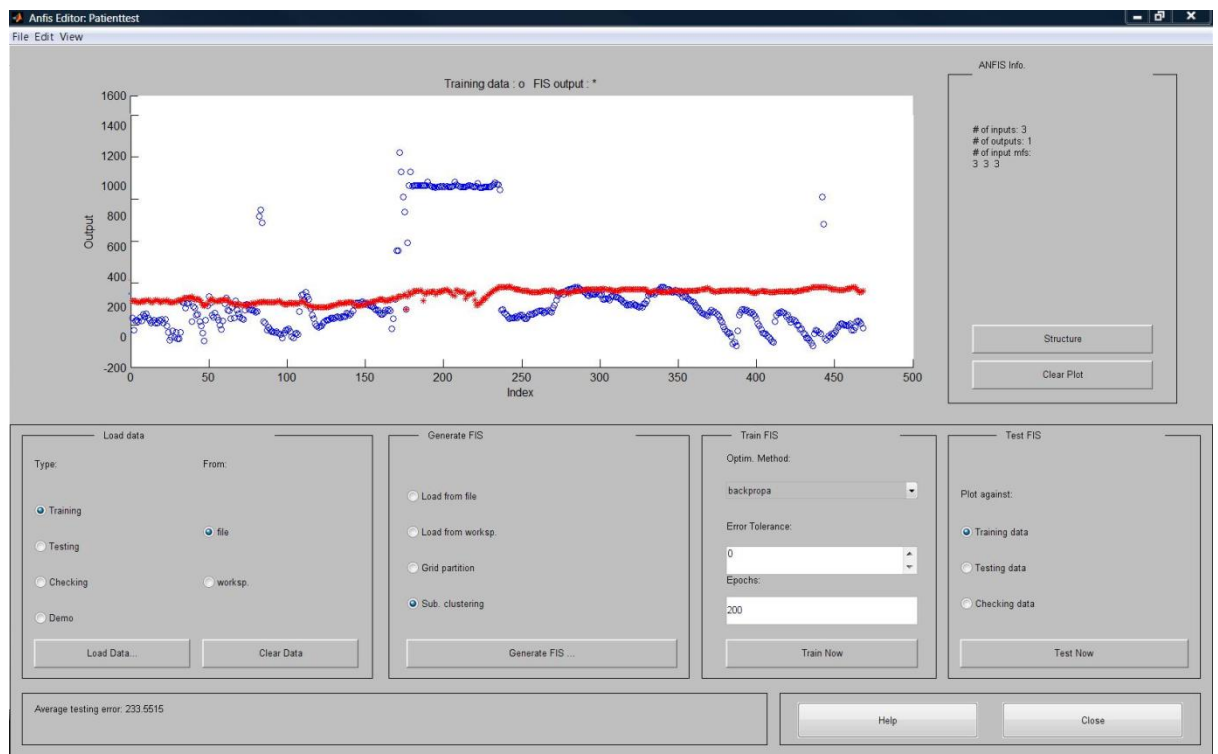 Anfis Editor: Patienttest
File Edit View
Training data : o FIS output : *
1600
1400
1200
1000
800
600
400
200
0
-200
Output
0 50 100 150 200 250 300 350 400 450 500
Index
ANFIS Info.
# of inputs: 3
# of outputs: 1
# of input mfs:
3 3 3
Structure
Clear Plot
Load data
Type:
From:
Training
file
Testing
Checking
worksp.
Demo
Load Data...
Clear Data
Generate FIS
Load from file
Load from worksp.
Grid partition
Sub. clustering
Generate FIS ...
Train FIS
Optim. Method:
backpropa
Error Tolerance:
0
Epochs:
200
Train Now
Test FIS
Plot against:
Training data
Testing data
Checking data
Test Now
Average testing error: 233.5515
Help
Close